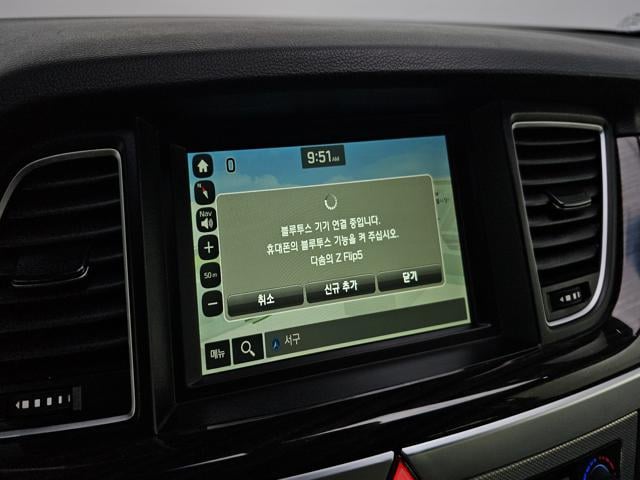 0
9:51 AM
N
Nav
블루투스 기기 연결 중입니다.
휴대폰의 블루투스 기능을 켜 주십시오.
다솜의 Z Flip5
+
50m
−
취소
신규 추가
닫기
메뉴
서구